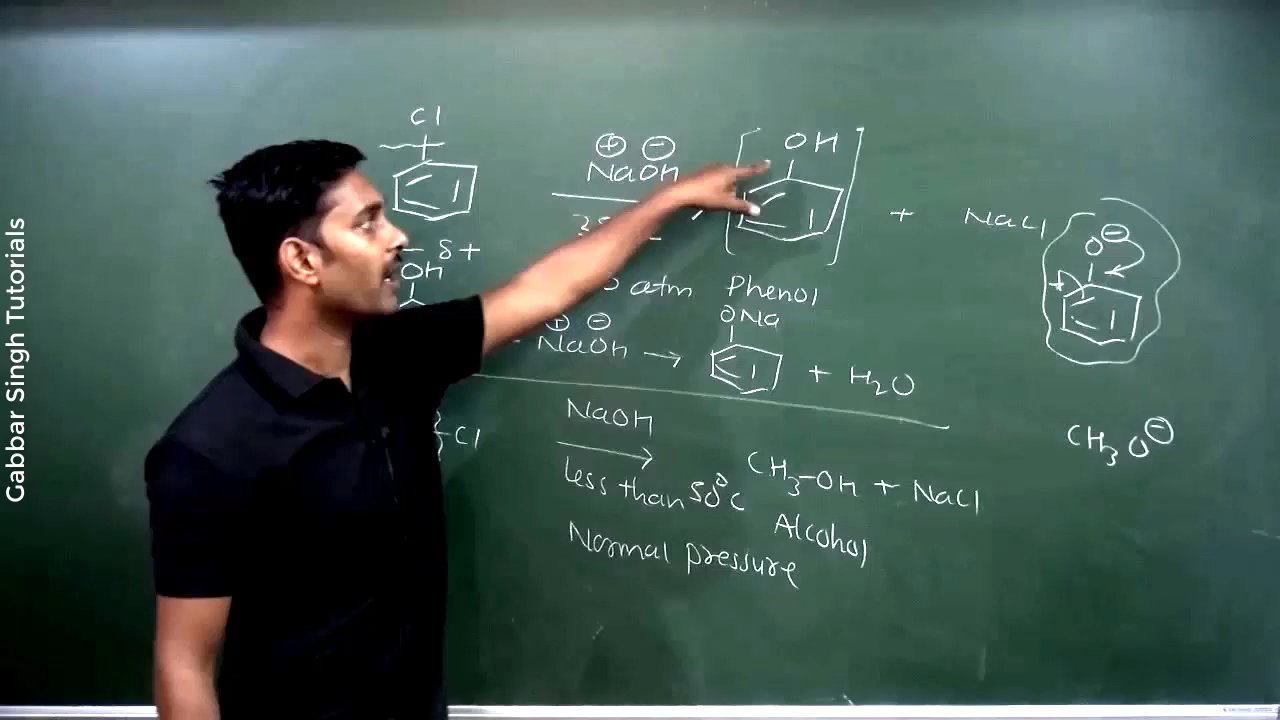 Gabbar Singh Tutorials
Cl
⊕ ⊖
NaOH
OH
+ NaCl
δ+
OH
atm Phenol
O⊖
⊕ ⊖
NaOH →
ONa
+ H2O
Cl
NaOH
less than 50°C
Normal pressure
CH3-OH + NaCl
Alcohol
CH3O⊖